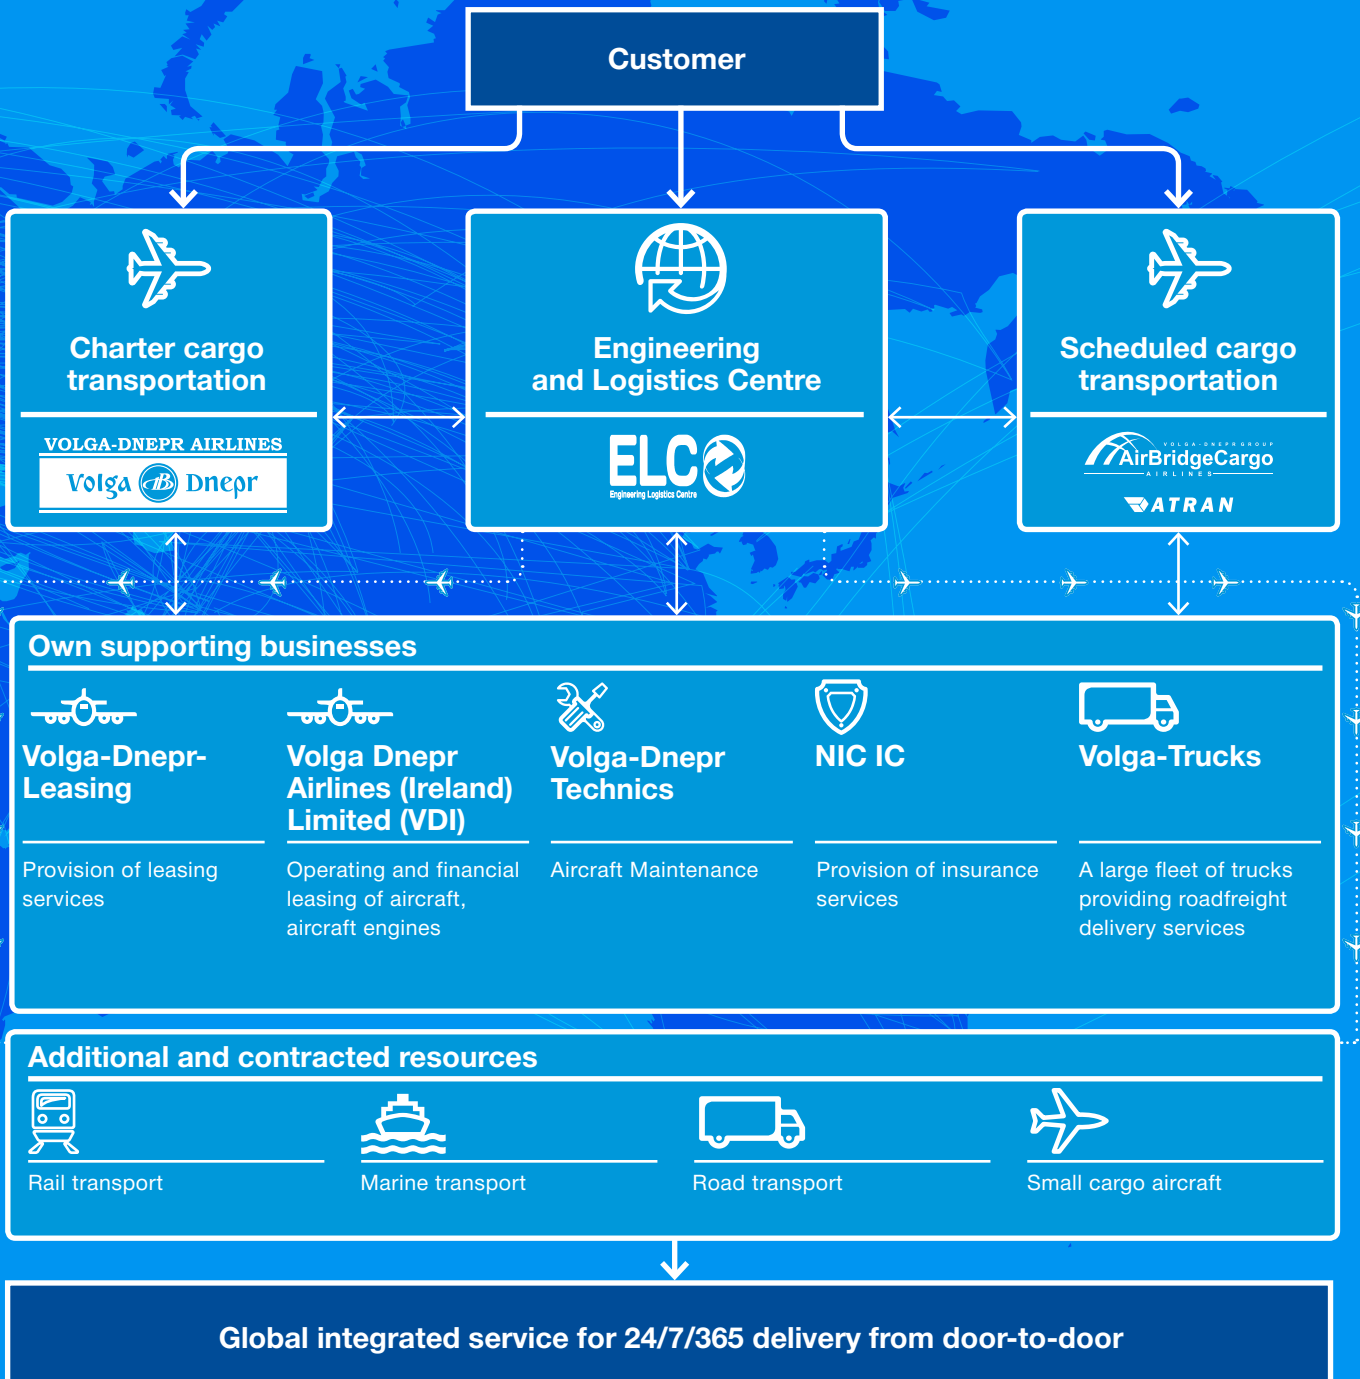 Customer
Charter cargo
transportation
VOLGA-DNEPR AIRLINES
Volga Dnepr
Engineering
and Logistics Centre
ELC
Engineering Logistics Centre
Scheduled cargo
transportation
VOLGA-DNEPR GROUP
AirBridgeCargo
AIRLINES
ATRAN
Own supporting businesses
Volga-Dnepr-
Leasing
Provision of leasing
services
Volga Dnepr
Airlines (Ireland)
Limited (VDI)
Operating and financial
leasing of aircraft,
aircraft engines
Volga-Dnepr
Technics
Aircraft Maintenance
NIC IC
Provision of insurance
services
Volga-Trucks
A large fleet of trucks
providing roadfreight
delivery services
Additional and contracted resources
Rail transport
Marine transport
Road transport
Small cargo aircraft
Global integrated service for 24/7/365 delivery from door-to-door